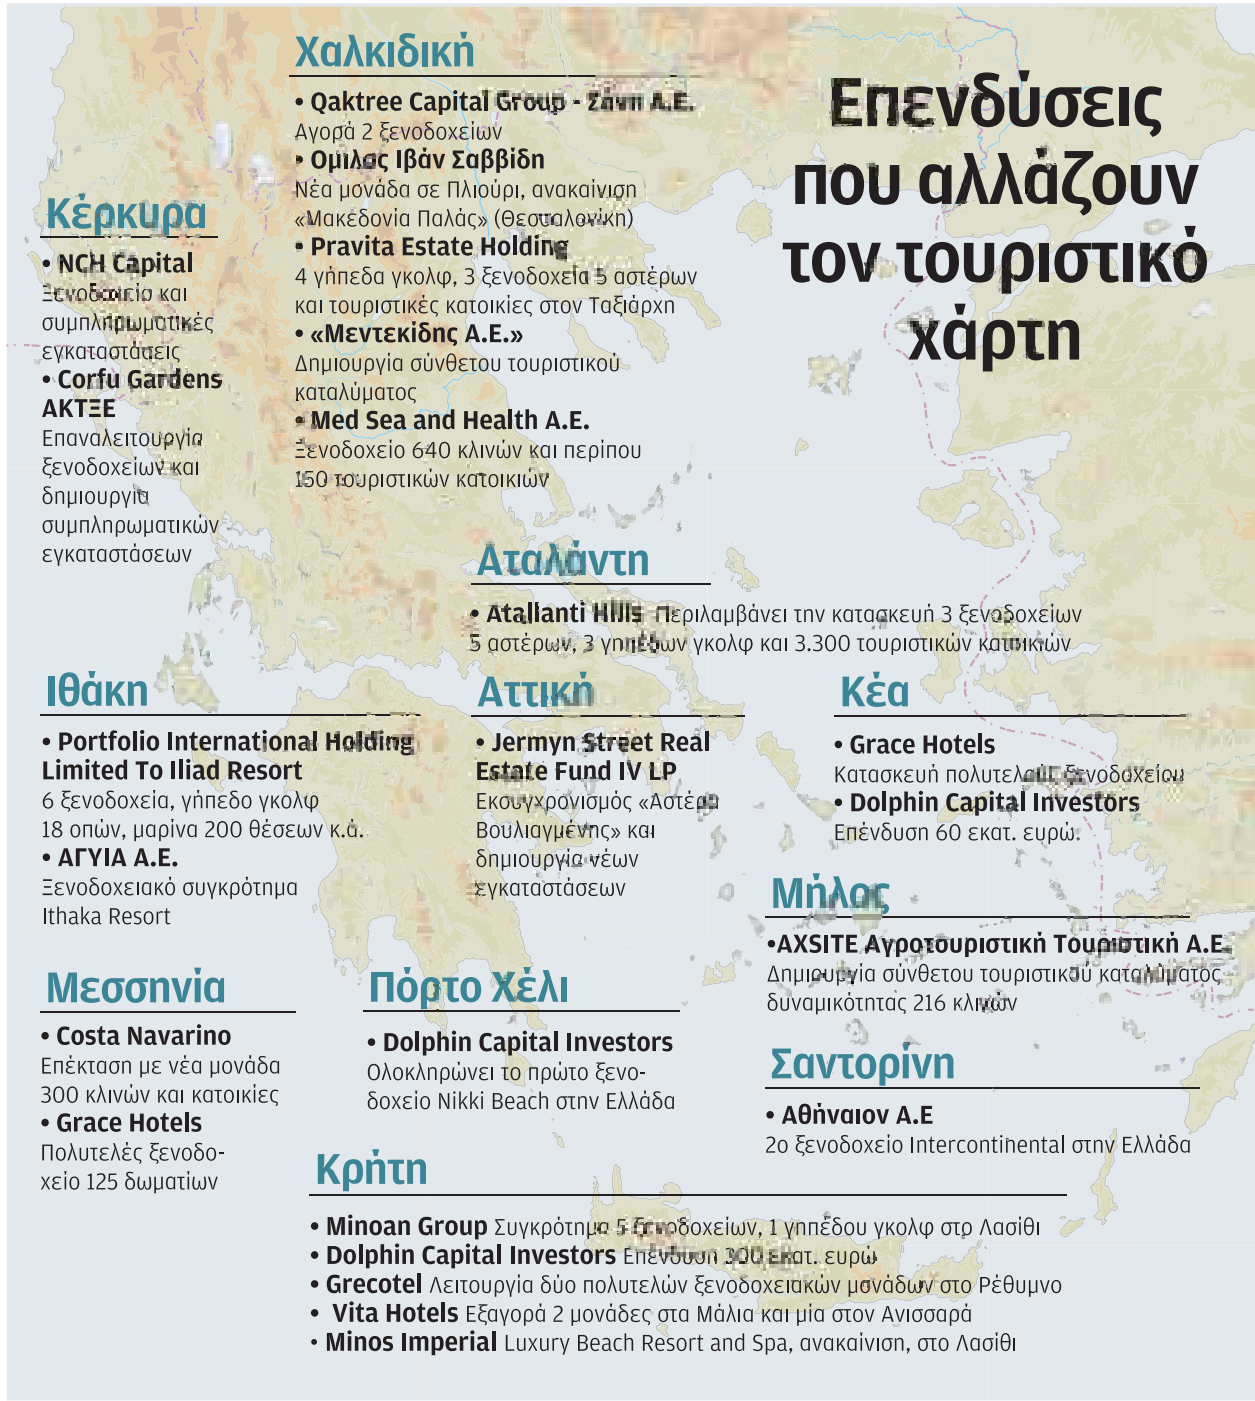 Επενδύσεις
που αλλάζουν
τον τουριστικό
χάρτη
Χαλκιδική
• Qaktree Capital Group - Σάνη Α.Ε.
Αγορά 2 ξενοδοχείων
• Ομιλος Ιβάν Σαββίδη
Νέα μονάδα σε Πλιούρι, ανακαίνιση
«Μακεδονία Παλάς» (Θεσσαλονίκη)
• Pravita Estate Holding
4 γήπεδα γκολφ, 3 ξενοδοχεία 5 αστέρων
και τουριστικές κατοικίες στον Ταξιάρχη
• «Μεντεκίδης Α.Ε.»
Δημιουργία σύνθετου τουριστικού
καταλύματος
• Med Sea and Health Α.Ε.
Ξενοδοχείο 640 κλινών και περίπου
150 τουριστικών κατοικιών
Κέρκυρα
• NCH Capital
Ξενοδοχείο και
συμπληρωματικές
εγκαταστάσεις
• Corfu Gardens
ΑΚΤΞΕ
Επαναλειτουργία
ξενοδοχείων και
δημιουργία
συμπληρωματικών
εγκαταστάσεων
Αταλάντη
• Atallanti Hills Περιλαμβάνει την κατασκευή 3 ξενοδοχείων
5 αστέρων, 3 γηπέδων γκολφ και 3.300 τουριστικών κατοικιών
Ιθάκη
• Portfolio International Holding
Limited To Iliad Resort
6 ξενοδοχεία, γήπεδο γκολφ
18 οπών, μαρίνα 200 θέσεων κ.ά.
• ΑΓΥΙΑ Α.Ε.
Ξενοδοχειακό συγκρότημα
Ithaka Resort
Αττική
• Jermyn Street Real
Estate Fund IV LP
Εκσυγχρονισμός «Αστέρα
Βουλιαγμένης» και
δημιουργία νέων
εγκαταστάσεων
Κέα
• Grace Hotels
Κατασκευή πολυτελούς ξενοδοχείου
• Dolphin Capital Investors
Επένδυση 60 εκατ. ευρώ.
Μήλος
•AXSITE Αγροτουριστική Τουριστική Α.Ε.
Δημιουργία σύνθετου τουριστικού καταλύματος
δυναμικότητας 216 κλινών
Μεσσηνία
• Costa Navarino
Επέκταση με νέα μονάδα
300 κλινών και κατοικίες
• Grace Hotels
Πολυτελές ξενοδο-
χείο 125 δωματίων
Πόρτο Χέλι
• Dolphin Capital Investors
Ολοκληρώνει το πρώτο ξενο-
δοχείο Nikki Beach στην Ελλάδα
Σαντορίνη
• Αθήναιον Α.Ε
2ο ξενοδοχείο Intercontinental στην Ελλάδα
Κρήτη
• Minoan Group Συγκρότημα 5 ξενοδοχείων, 1 γηπέδου γκολφ στο Λασίθι
• Dolphin Capital Investors Επένδυση 300 εκατ. ευρώ
• Grecotel Λειτουργία δύο πολυτελών ξενοδοχειακών μονάδων στο Ρέθυμνο
• Vita Hotels Εξαγορά 2 μονάδες στα Μάλια και μία στον Ανισσαρά
• Minos Imperial Luxury Beach Resort and Spa, ανακαίνιση, στο Λασίθι